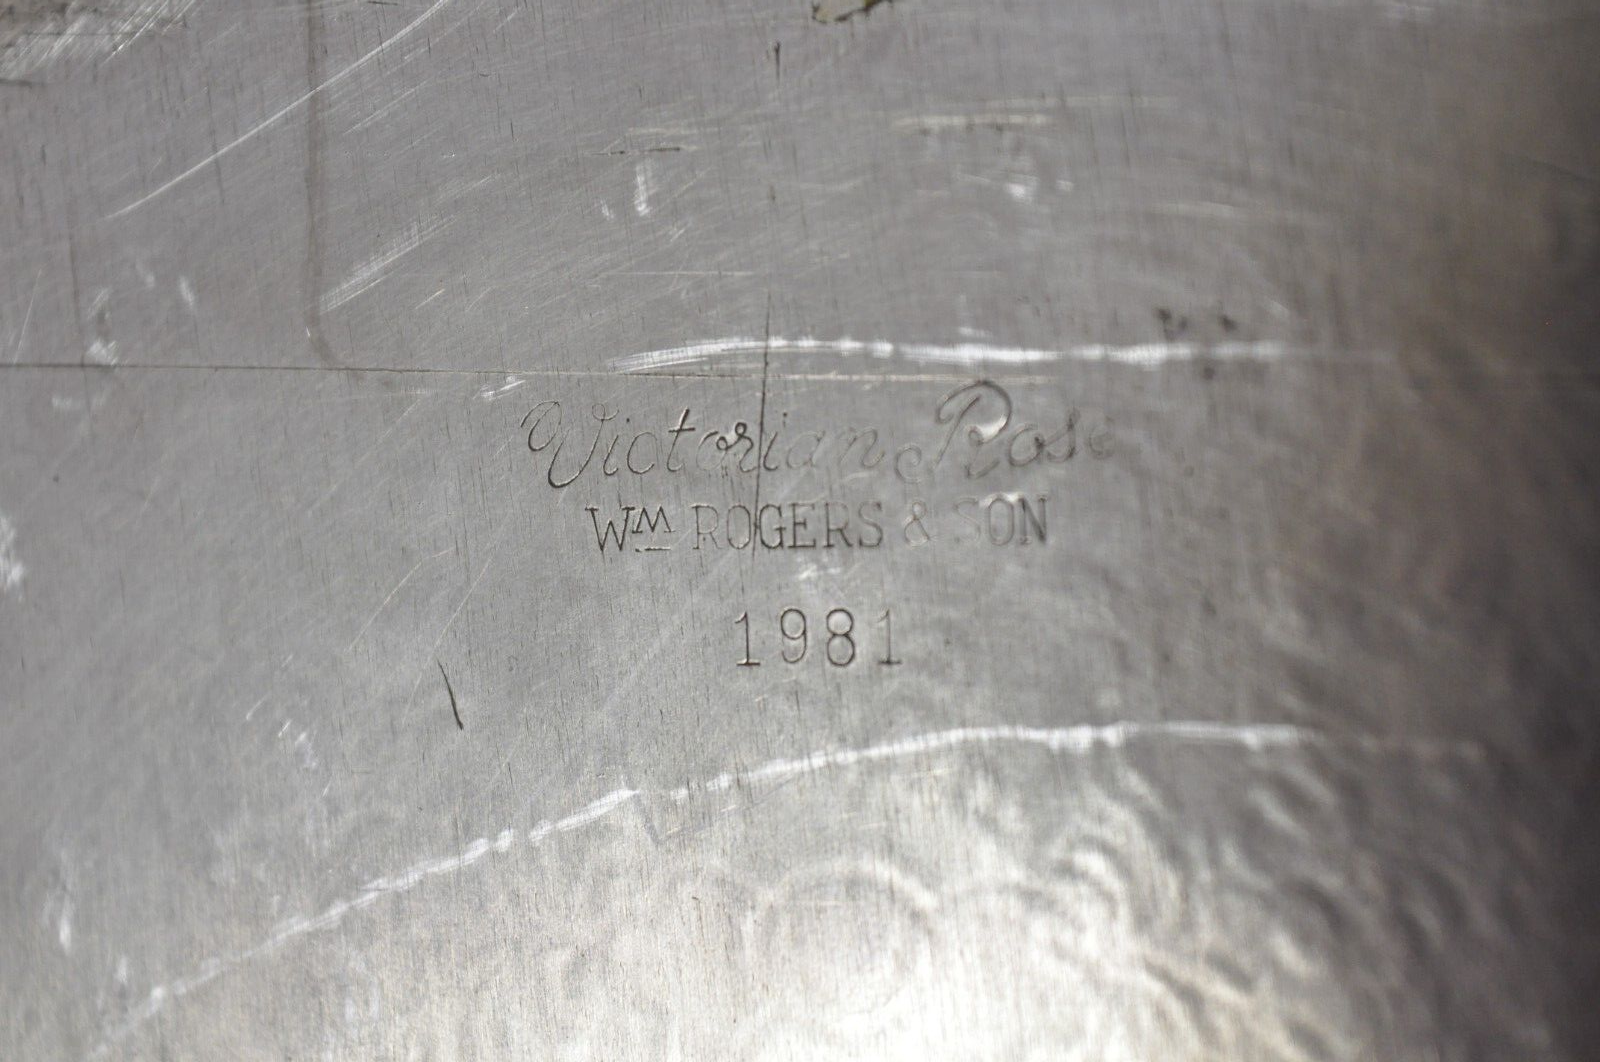 Victorian Rose
WM ROGERS & SON
1981